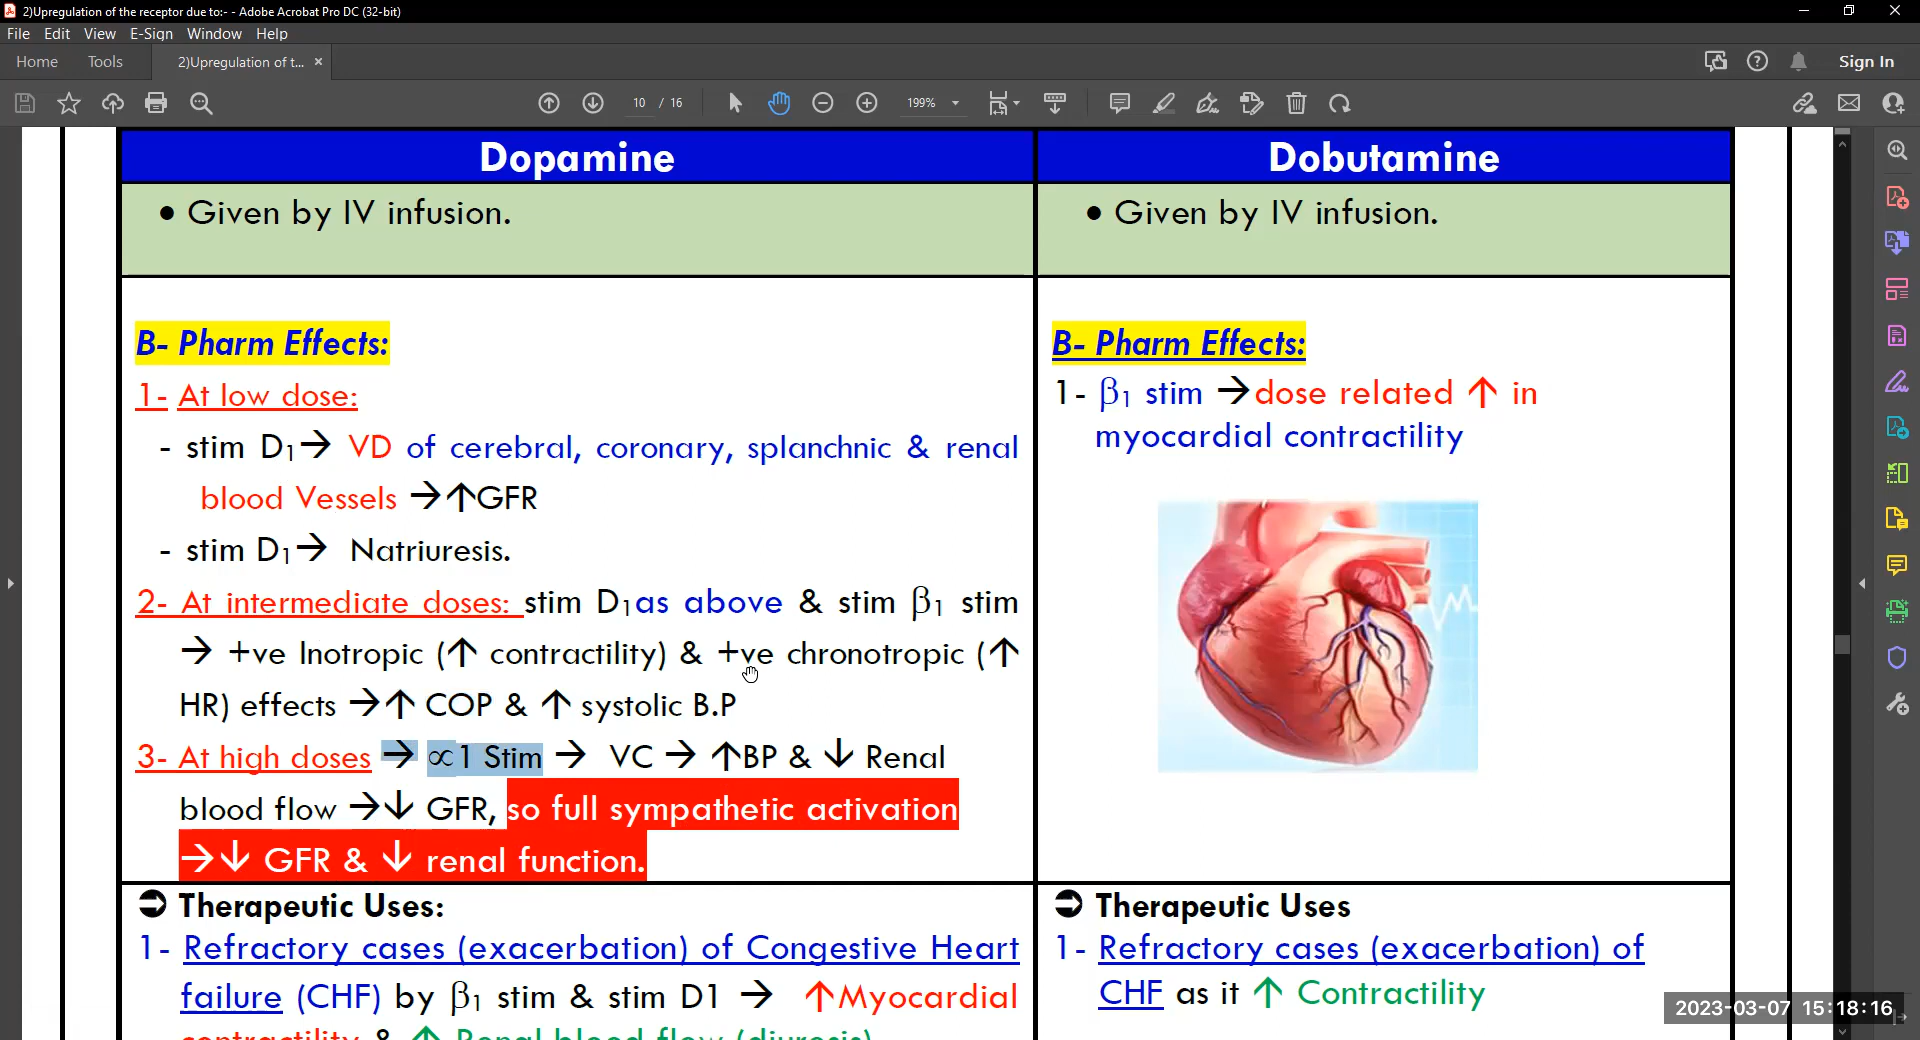 2)Upregulation of the receptor due to:- - Adobe Acrobat Pro DC (32-bit)
File Edit View E-Sign Window Help
Home Tools 2)Upregulation of t... × Sign In
10 / 16 199%
Dopamine
• Given by IV infusion.
B- Pharm Effects:
1- At low dose:
- stim D1→ VD of cerebral, coronary, splanchnic & renal
blood Vessels →↑GFR
- stim D1→ Natriuresis.
2- At intermediate doses: stim D1as above & stim β1 stim
→ +ve Inotropic (↑ contractility) & +ve chronotropic (↑
HR) effects →↑ COP & ↑ systolic B.P
3- At high doses → ∝1 Stim → VC → ↑BP & ↓ Renal
blood flow →↓ GFR, so full sympathetic activation
→↓ GFR & ↓ renal function.
➲ Therapeutic Uses:
1- Refractory cases (exacerbation) of Congestive Heart
failure (CHF) by β1 stim & stim D1 → ↑Myocardial
contractility & ↑ Renal blood flow (diuresis)
Dobutamine
• Given by IV infusion.
B- Pharm Effects:
1- β1 stim →dose related ↑ in
myocardial contractility
➲ Therapeutic Uses
1- Refractory cases (exacerbation) of
CHF as it ↑ Contractility
2023-03-07 15:18:16